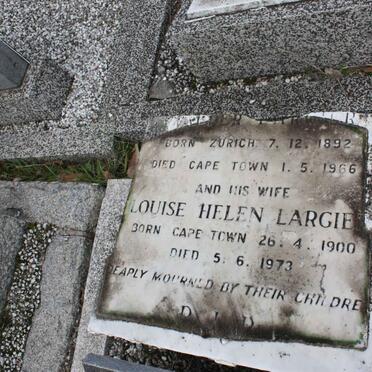 BORN ZURICH 7. 12. 1892
DIED CAPE TOWN 1. 5. 1966
AND HIS WIFE
LOUISE HELEN LARGIE
BORN CAPE TOWN 26. 4. 1900
DIED 5. 6. 1973
EARLY MOURNED BY THEIR CHILDRE